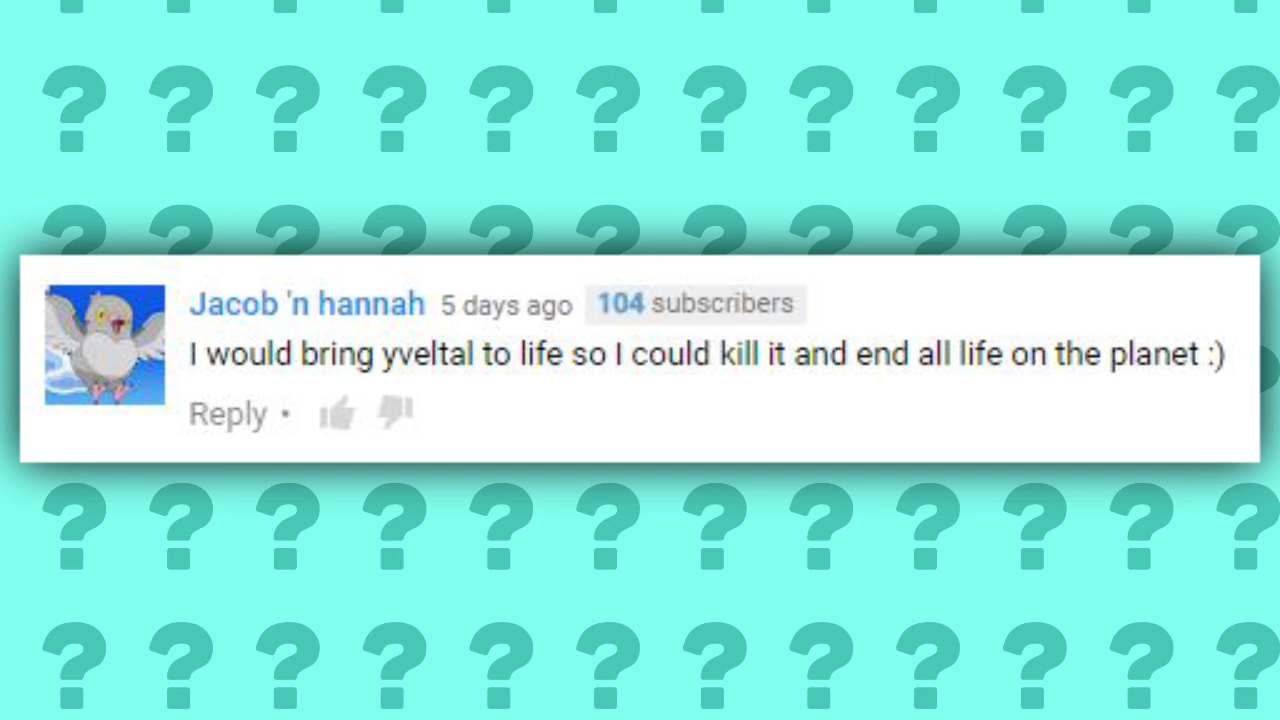 Jacob 'n hannah 5 days ago 104 subscribers
I would bring yveltal to life so I could kill it and end all life on the planet :)
Reply •